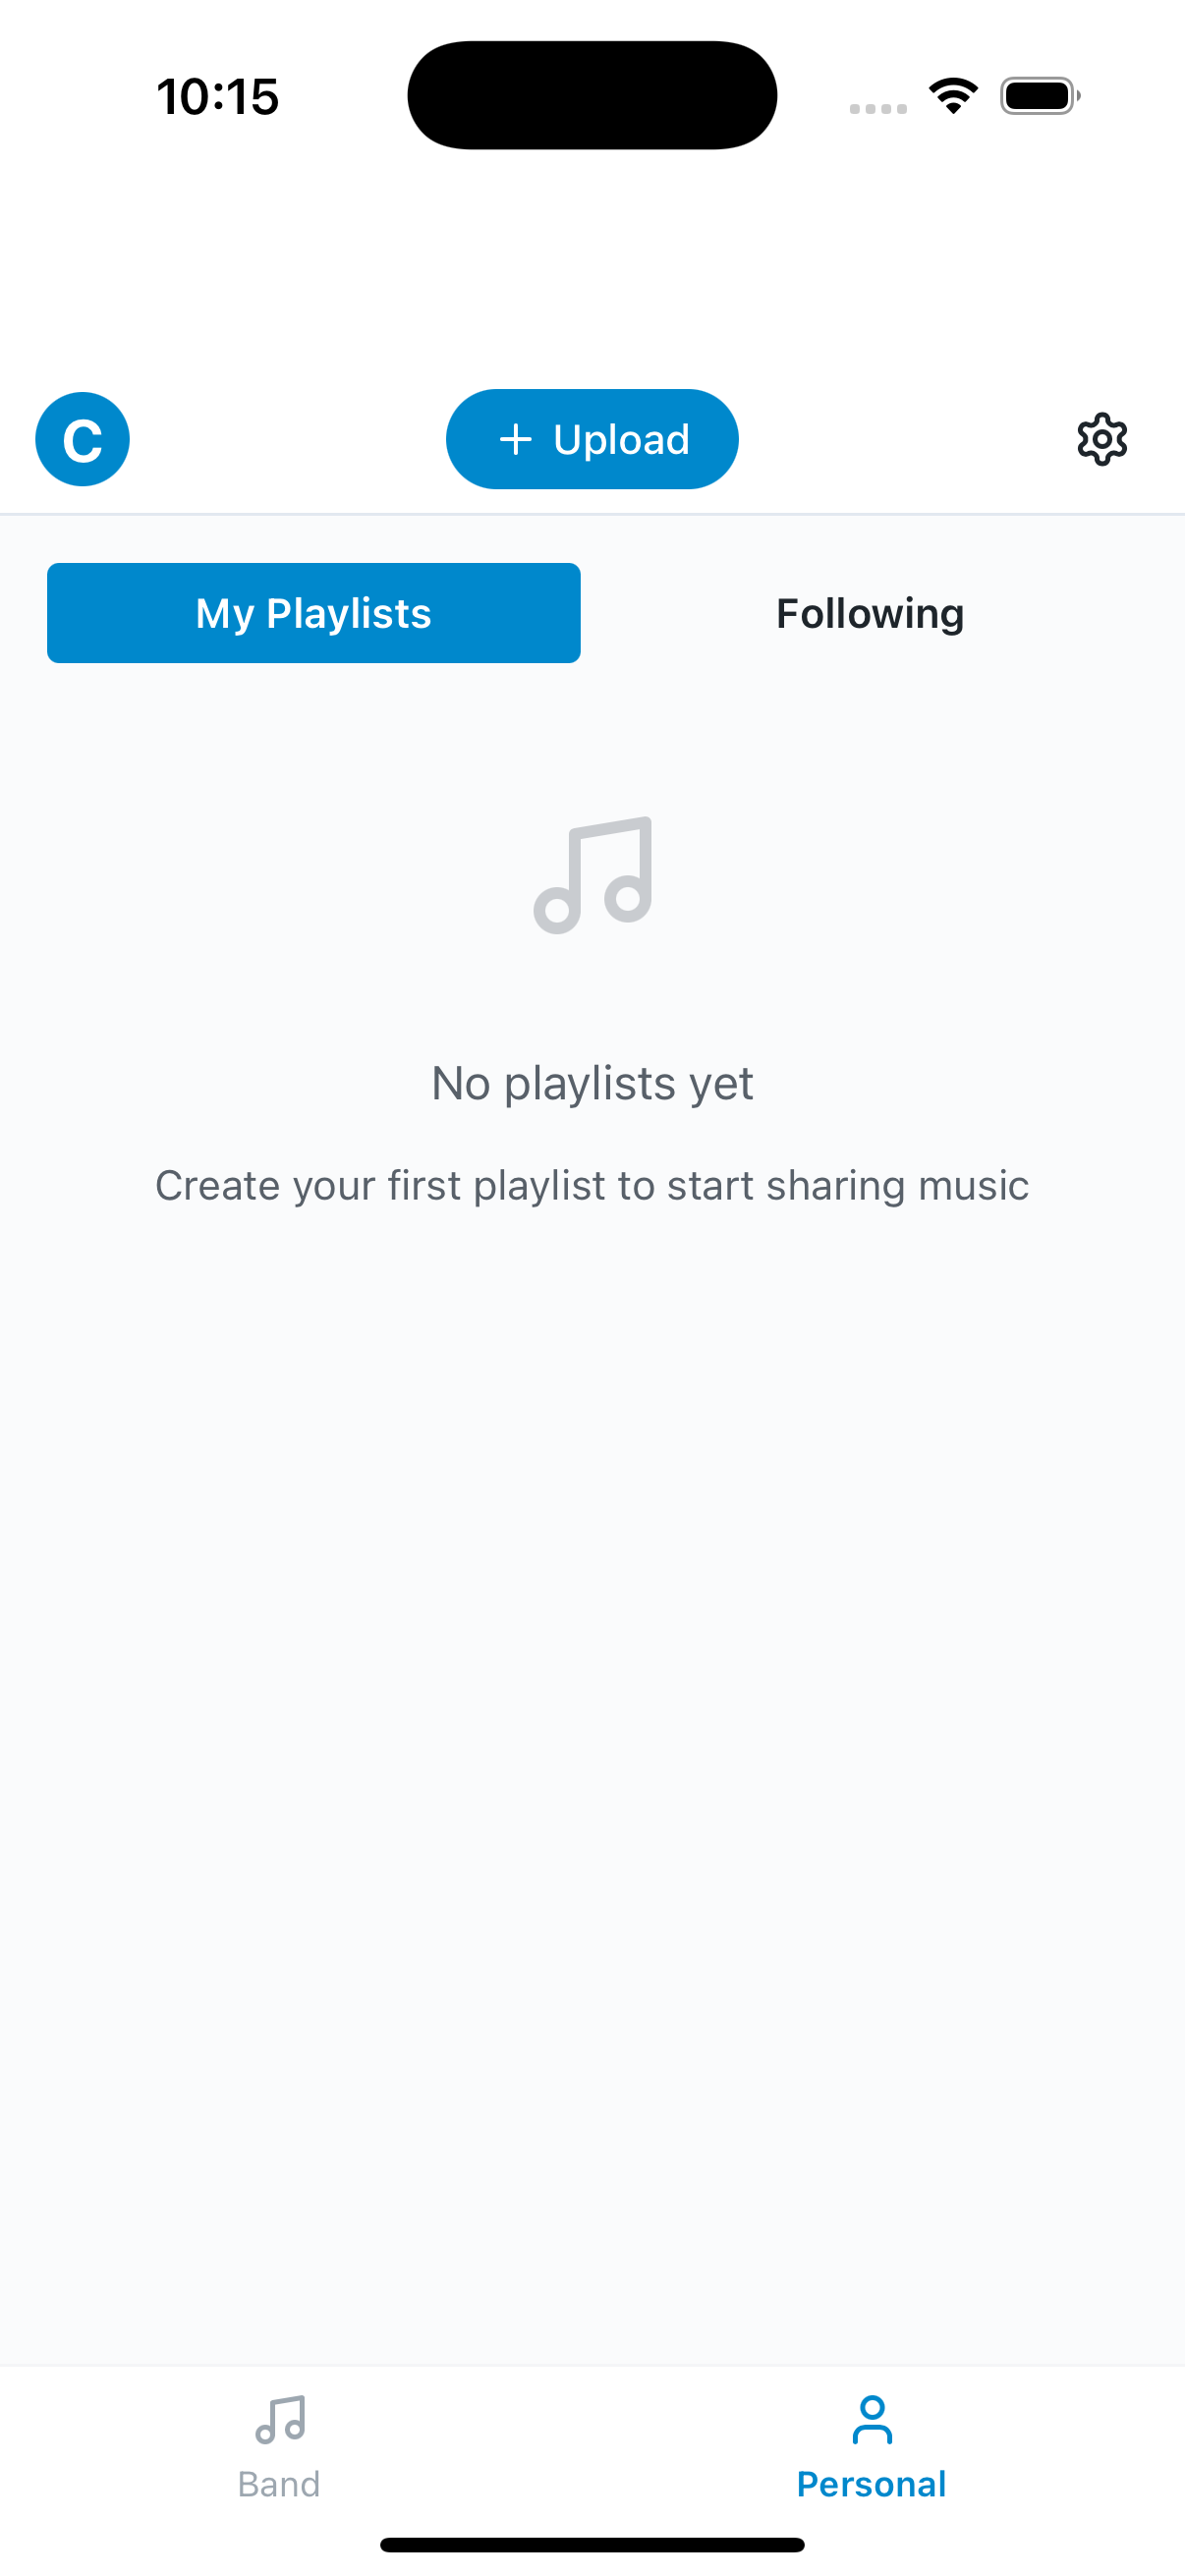 10:15
C
Upload
My Playlists
Following
No playlists yet
Create your first playlist to start sharing music
Band
Personal